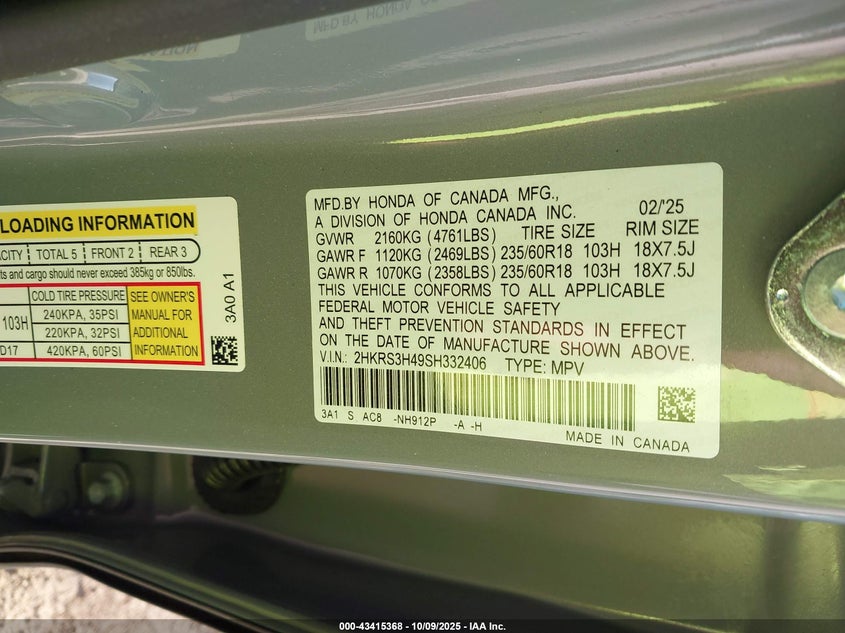 LOADING INFORMATION
ACITY TOTAL 5 FRONT 2 REAR 3
ts and cargo should never exceed 385kg or 850lbs.
COLD TIRE PRESSURE
SEE OWNER'S
MANUAL FOR
ADDITIONAL
INFORMATION
103H 240KPA, 35PSI
220KPA, 32PSI
D17 420KPA, 60PSI
3A0 A1
MFD.BY HONDA OF CANADA MFG.,
A DIVISION OF HONDA CANADA INC. 02/'25
GVWR 2160KG (4761LBS) TIRE SIZE RIM SIZE
GAWR F 1120KG (2469LBS) 235/60R18 103H 18X7.5J
GAWR R 1070KG (2358LBS) 235/60R18 103H 18X7.5J
THIS VEHICLE CONFORMS TO ALL APPLICABLE
FEDERAL MOTOR VEHICLE SAFETY
AND THEFT PREVENTION STANDARDS IN EFFECT
ON THE DATE OF MANUFACTURE SHOWN ABOVE.
V.I.N.: 2HKRS3H49SH332406 TYPE: MPV
3A1 S AC8 -NH912P -A -H
MADE IN CANADA
000-43415368 - 10/09/2025 - IAA Inc.